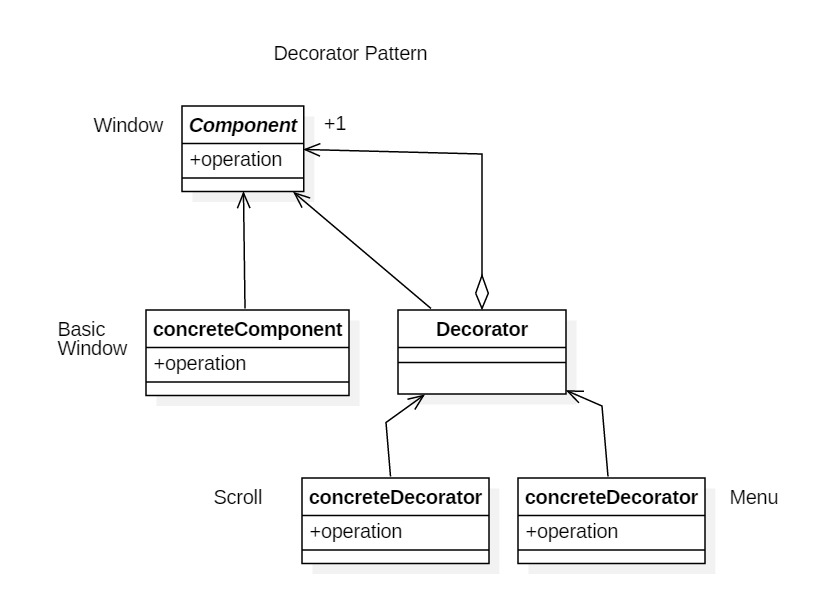 Decorator Pattern
Window
Component
+1
+operation
Basic
Window
concreteComponent
+operation
Decorator
Scroll
concreteDecorator
+operation
concreteDecorator
+operation
Menu